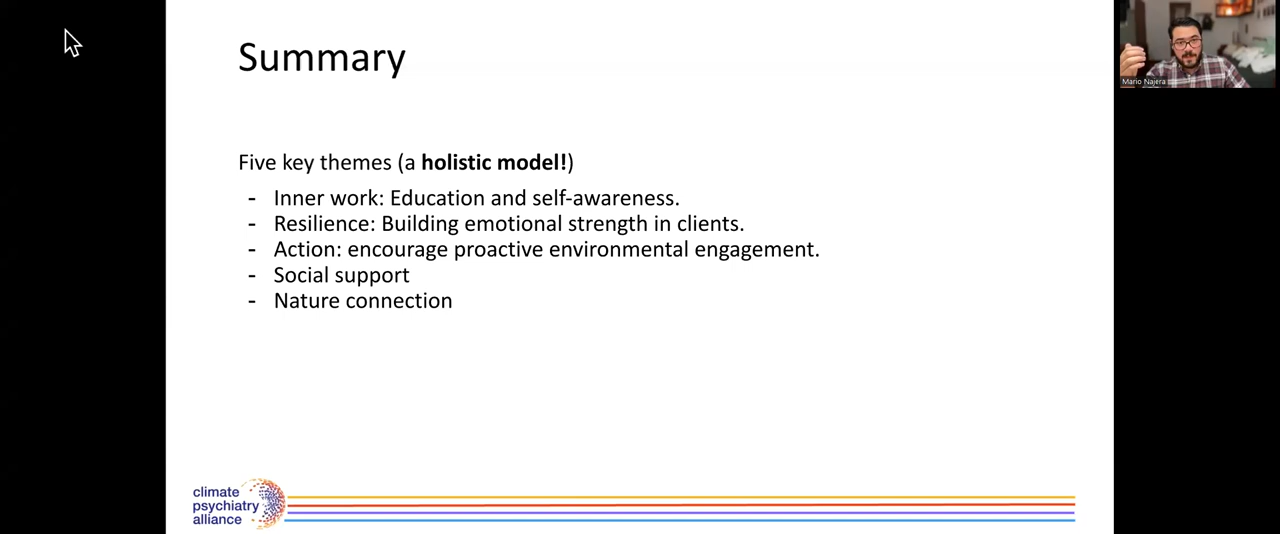 Summary
Five key themes (a holistic model!)
- Inner work: Education and self-awareness.
- Resilience: Building emotional strength in clients.
- Action: encourage proactive environmental engagement.
- Social support
- Nature connection
climate
psychiatry
alliance
Mario Najera